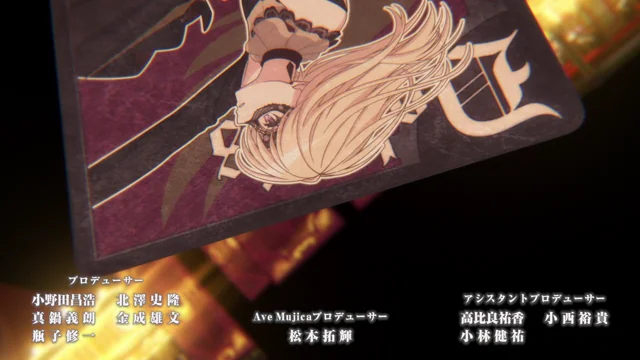 プロデューサー
小野田昌浩 北澤史隆
真鍋義朗 金成雄文
瓶子修一
Ave Mujicaプロデューサー
松本拓輝
アシスタントプロデューサー
高比良祐香 小西裕貴
小林健祐